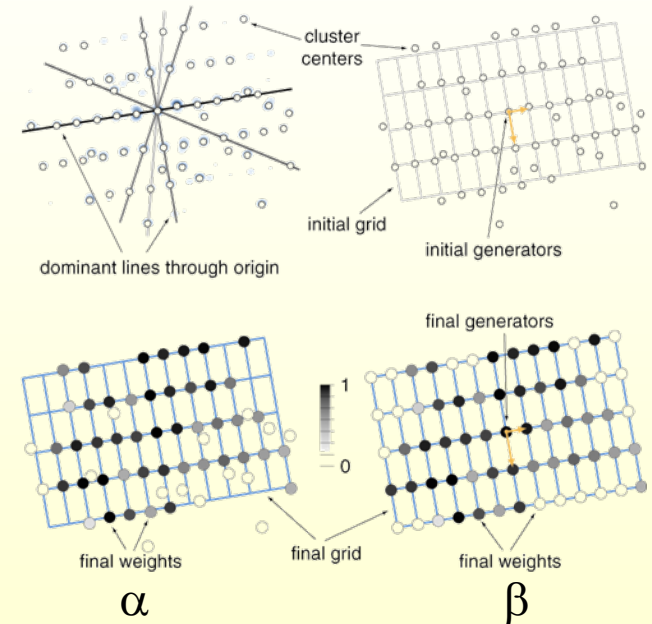 cluster
centers
initial grid
initial generators
dominant lines through origin
final generators
1
0
final weights
final grid
final weights
α
β